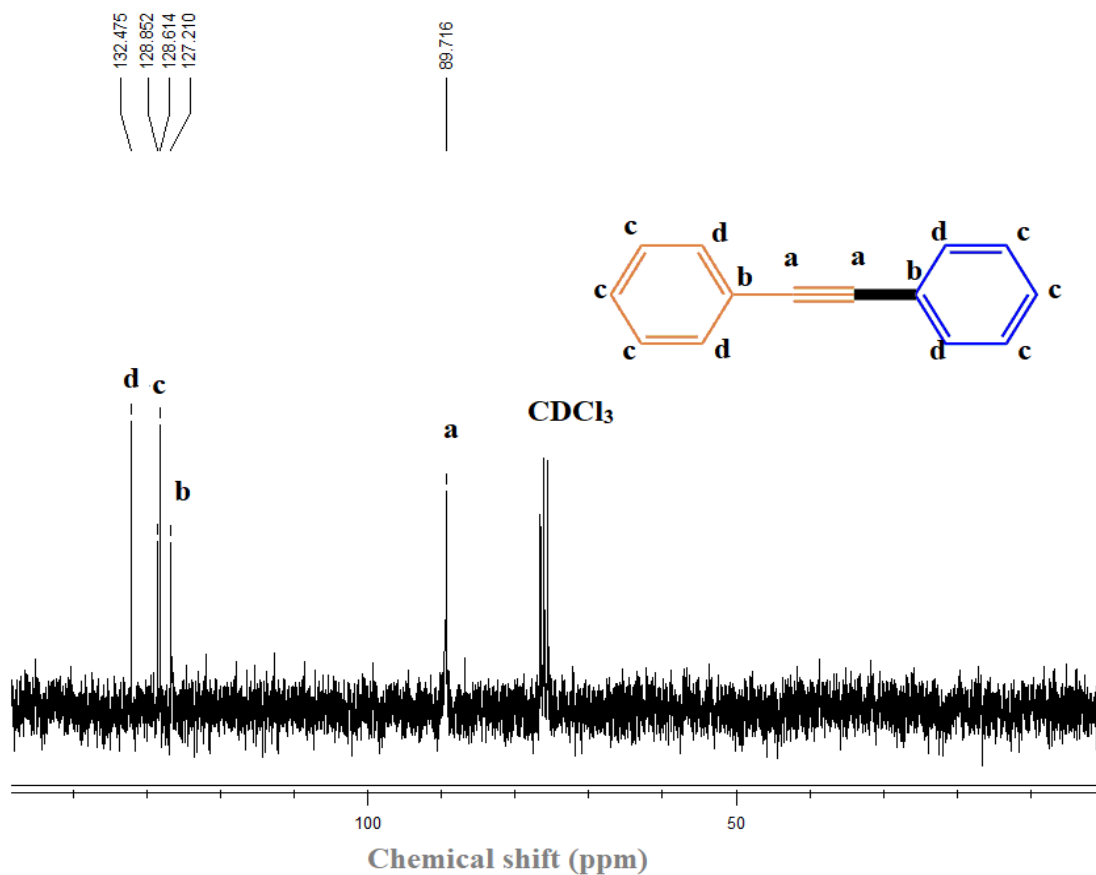 132.475
128.852
128.614
127.210
89.716
c d d c
b a a b
c c
c d d c
d c
b
a
CDCl₃
100 50
Chemical shift (ppm)